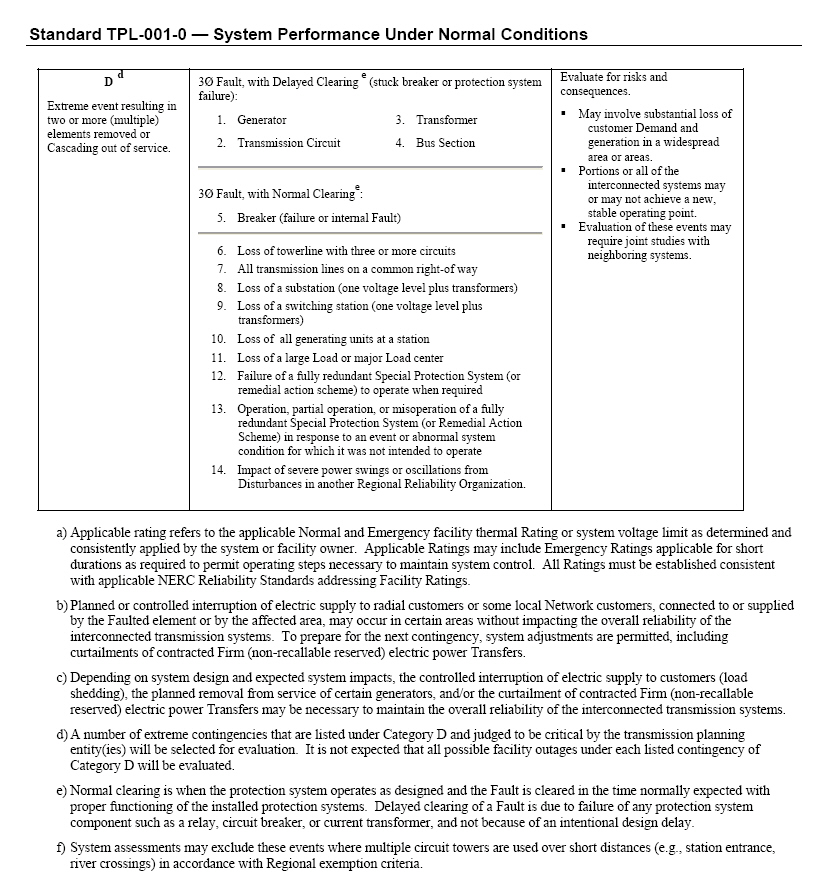 Standard TPL-001-0 — System Performance Under Normal Conditions
D d
Extreme event resulting in
two or more (multiple)
elements removed or
Cascading out of service.
3Ø Fault, with Delayed Clearing e (stuck breaker or protection system
failure):
1. Generator 3. Transformer
2. Transmission Circuit 4. Bus Section
3Ø Fault, with Normal Clearing e:
5. Breaker (failure or internal Fault)
6. Loss of towerline with three or more circuits
7. All transmission lines on a common right-of way
8. Loss of a substation (one voltage level plus transformers)
9. Loss of a switching station (one voltage level plus
transformers)
10. Loss of all generating units at a station
11. Loss of a large Load or major Load center
12. Failure of a fully redundant Special Protection System (or
remedial action scheme) to operate when required
13. Operation, partial operation, or misoperation of a fully
redundant Special Protection System (or Remedial Action
Scheme) in response to an event or abnormal system
condition for which it was not intended to operate
14. Impact of severe power swings or oscillations from
Disturbances in another Regional Reliability Organization.
Evaluate for risks and
consequences.
▪ May involve substantial loss of
customer Demand and
generation in a widespread
area or areas.
▪ Portions or all of the
interconnected systems may
or may not achieve a new,
stable operating point.
▪ Evaluation of these events may
require joint studies with
neighboring systems.
a) Applicable rating refers to the applicable Normal and Emergency facility thermal Rating or system voltage limit as determined and
consistently applied by the system or facility owner. Applicable Ratings may include Emergency Ratings applicable for short
durations as required to permit operating steps necessary to maintain system control. All Ratings must be established consistent
with applicable NERC Reliability Standards addressing Facility Ratings.
b) Planned or controlled interruption of electric supply to radial customers or some local Network customers, connected to or supplied
by the Faulted element or by the affected area, may occur in certain areas without impacting the overall reliability of the
interconnected transmission systems. To prepare for the next contingency, system adjustments are permitted, including
curtailments of contracted Firm (non-recallable reserved) electric power Transfers.
c) Depending on system design and expected system impacts, the controlled interruption of electric supply to customers (load
shedding), the planned removal from service of certain generators, and/or the curtailment of contracted Firm (non-recallable
reserved) electric power Transfers may be necessary to maintain the overall reliability of the interconnected transmission systems.
d) A number of extreme contingencies that are listed under Category D and judged to be critical by the transmission planning
entity(ies) will be selected for evaluation. It is not expected that all possible facility outages under each listed contingency of
Category D will be evaluated.
e) Normal clearing is when the protection system operates as designed and the Fault is cleared in the time normally expected with
proper functioning of the installed protection systems. Delayed clearing of a Fault is due to failure of any protection system
component such as a relay, circuit breaker, or current transformer, and not because of an intentional design delay.
f) System assessments may exclude these events where multiple circuit towers are used over short distances (e.g., station entrance,
river crossings) in accordance with Regional exemption criteria.